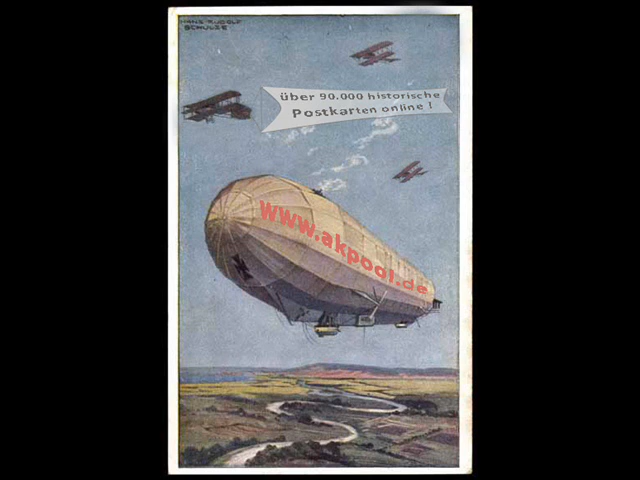 HANS RUDOLF
SCHULZE
über 90.000 historische
Postkarten online !
www.akpool.de